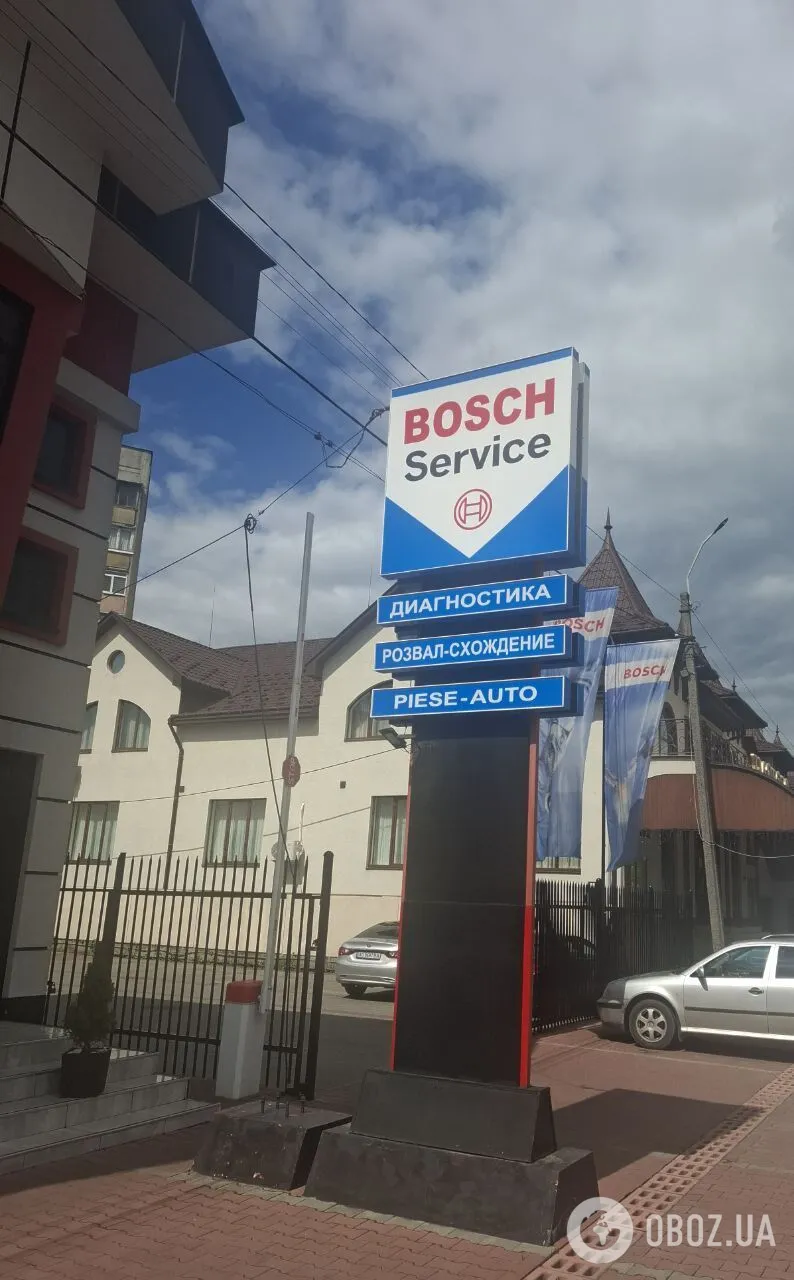 BOSCH
Service
ДИАГНОСТИКА
РОЗВАЛ-СХОЖДЕНИЕ
PIESE-AUTO
BOSCH
BOSCH
OBOZ.UA